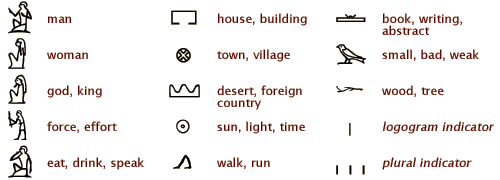 man
house, building
book, writing,
abstract
woman
town, village
small, bad, weak
god, king
desert, foreign
country
wood, tree
force, effort
sun, light, time
logogram indicator
eat, drink, speak
walk, run
plural indicator